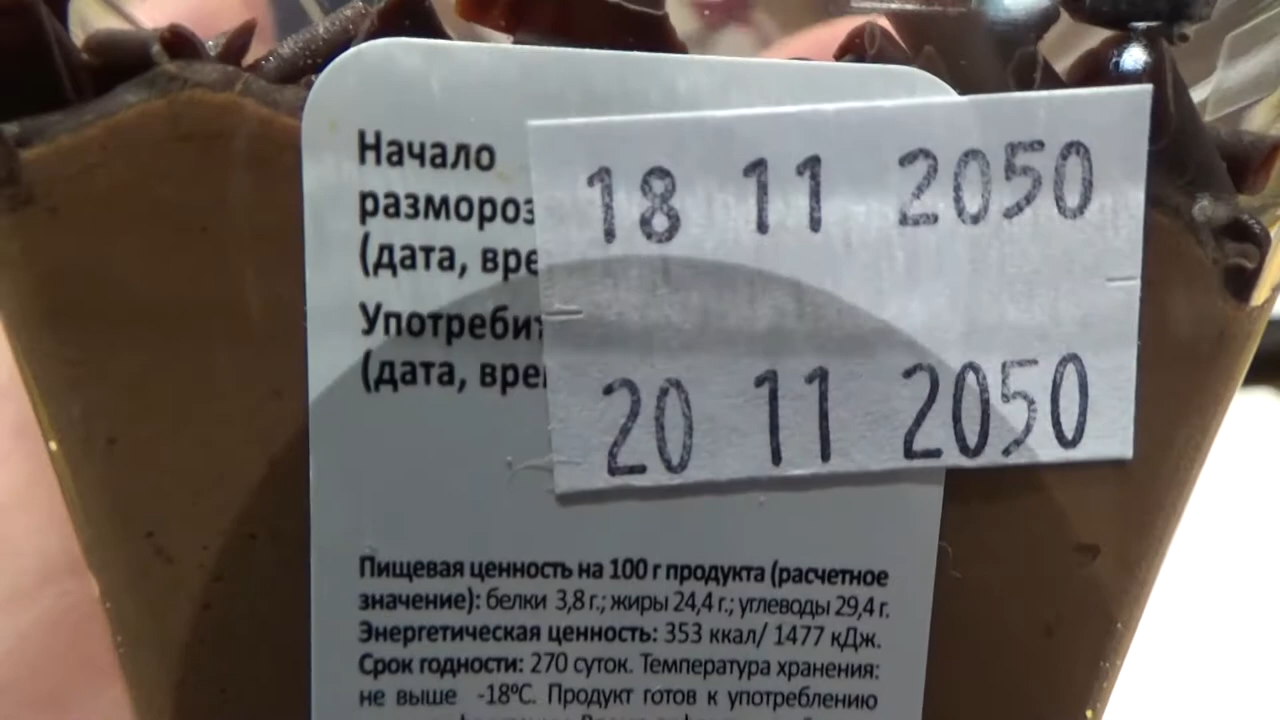 Начало
размороз
(дата, вре
Употребит
(дата, вре
18 11 2050
20 11 2050
Пищевая ценность на 100 г продукта (расчетное
значение): белки 3,8 г.; жиры 24,4 г.; углеводы 29,4 г.
Энергетическая ценность: 353 ккал/ 1477 кДж.
Срок годности: 270 суток. Температура хранения:
не выше -18ºС. Продукт готов к употреблению